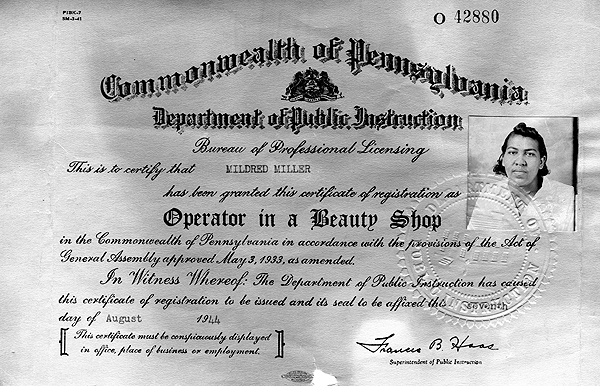 PIBK-7
5M-3-41
O 42880
Commonwealth of Pennsylvania
Department of Public Instruction
Bureau of Professional Licensing
This is to certify that MILDRED MILLER
has been granted this certificate of registration as
Operator in a Beauty Shop
in the Commonwealth of Pennsylvania in accordance with the provisions of the Act of
General Assembly approved May 3, 1933, as amended.
In Witness Whereof: The Department of Public Instruction has caused
this certificate of registration to be issued and its seal to be affixed this seventh
day of August 1944
This certificate must be conspicuously displayed
in office, place of business or employment.
Francis B. Haas
Superintendent of Public Instruction